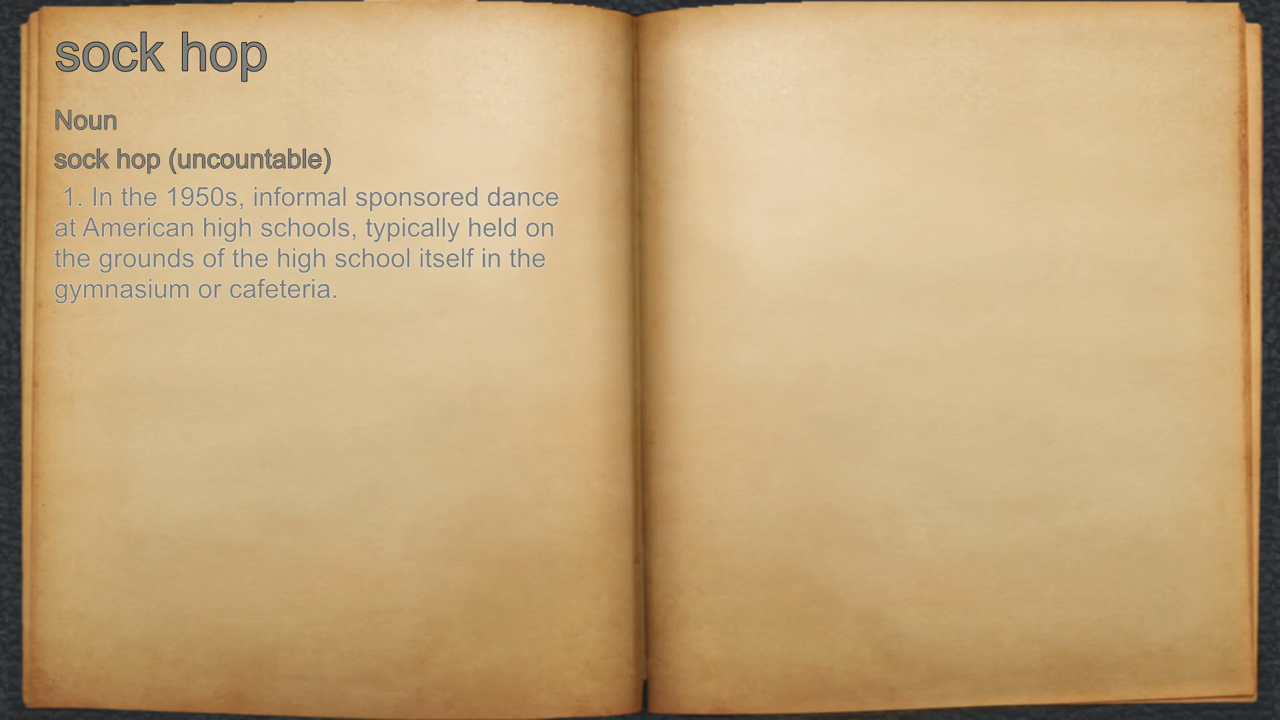 sock hop
Noun
sock hop (uncountable)
1. In the 1950s, informal sponsored dance
at American high schools, typically held on
the grounds of the high school itself in the
gymnasium or cafeteria.